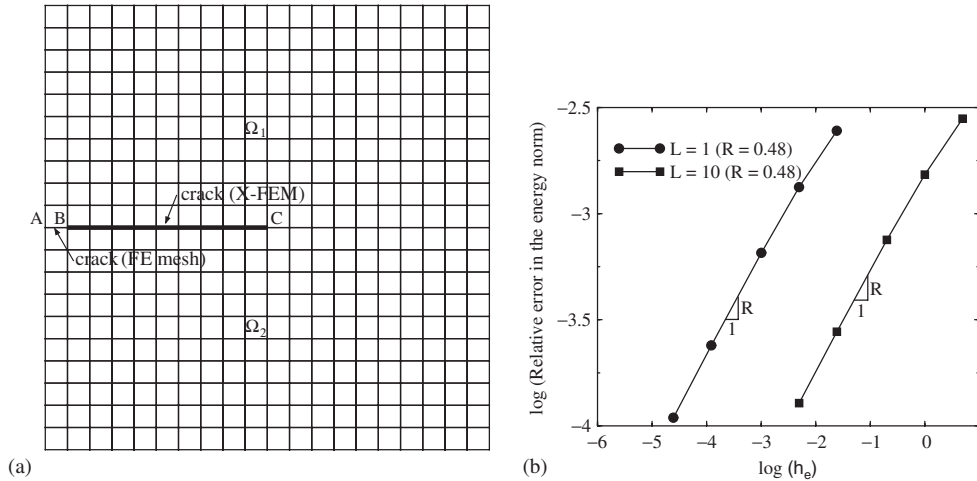 Ω1
crack (X-FEM)
A B C
crack (FE mesh)
Ω2
(a)
log (Relative error in the energy norm)
−2.5
−3
−3.5
−4
L = 1 (R = 0.48)
L = 10 (R = 0.48)
R
1
R
1
−6 −5 −4 −3 −2 −1 0
log (he)
(b)